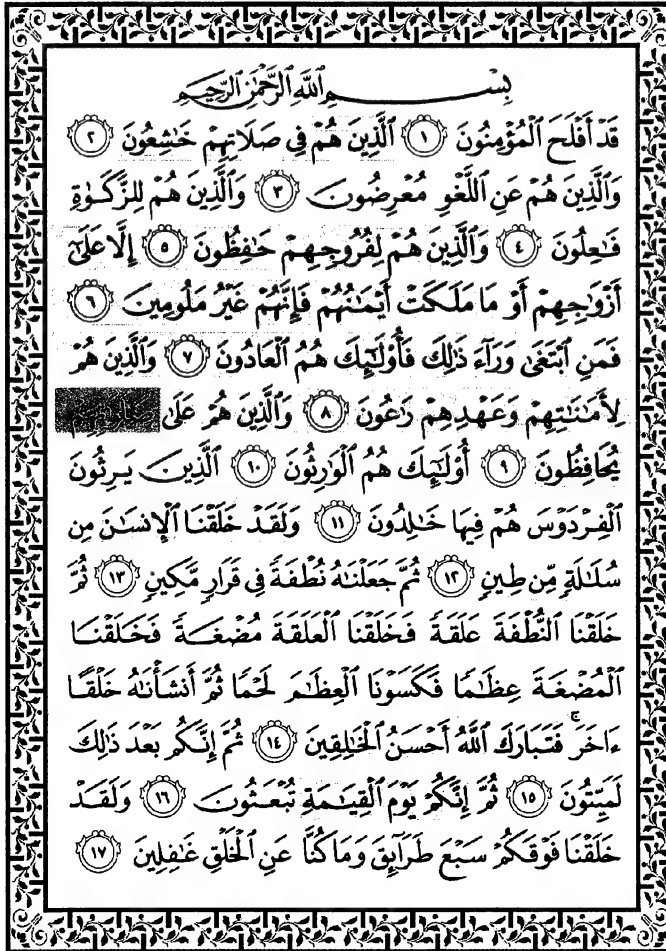 بِسْمِ اللَّهِ الرَّحْمَٰنِ الرَّحِيمِ
قَدْ أَفْلَحَ الْمُؤْمِنُونَ ١ الَّذِينَ هُمْ فِي صَلَاتِهِمْ خَاشِعُونَ ٢
وَالَّذِينَ هُمْ عَنِ اللَّغْوِ مُعْرِضُونَ ٣ وَالَّذِينَ هُمْ لِلزَّكَوٰةِ
فَاعِلُونَ ٤ وَالَّذِينَ هُمْ لِفُرُوجِهِمْ حَافِظُونَ ٥ إِلَّا عَلَىٰ
أَزْوَاجِهِمْ أَوْ مَا مَلَكَتْ أَيْمَانُهُمْ فَإِنَّهُمْ غَيْرُ مَلُومِينَ ٦
فَمَنِ ابْتَغَىٰ وَرَاءَ ذَٰلِكَ فَأُولَٰئِكَ هُمُ الْعَادُونَ ٧ وَالَّذِينَ هُمْ
لِأَمَانَاتِهِمْ وَعَهْدِهِمْ رَاعُونَ ٨ وَالَّذِينَ هُمْ عَلَىٰ
يُحَافِظُونَ ٩ أُولَٰئِكَ هُمُ الْوَارِثُونَ ١٠ الَّذِينَ يَرِثُونَ
الْفِرْدَوْسَ هُمْ فِيهَا خَالِدُونَ ١١ وَلَقَدْ خَلَقْنَا الْإِنسَانَ مِن
سُلَالَةٍ مِّن طِينٍ ١٢ ثُمَّ جَعَلْنَاهُ نُطْفَةً فِي قَرَارٍ مَّكِينٍ ١٣ ثُمَّ
خَلَقْنَا النُّطْفَةَ عَلَقَةً فَخَلَقْنَا الْعَلَقَةَ مُضْغَةً فَخَلَقْنَا
الْمُضْغَةَ عِظَامًا فَكَسَوْنَا الْعِظَامَ لَحْمًا ثُمَّ أَنشَأْنَاهُ خَلْقًا
ءَاخَرَ ۚ فَتَبَارَكَ اللَّهُ أَحْسَنُ الْخَالِقِينَ ١٤ ثُمَّ إِنَّكُم بَعْدَ ذَٰلِكَ
لَمَيِّتُونَ ١٥ ثُمَّ إِنَّكُمْ يَوْمَ الْقِيَامَةِ تُبْعَثُونَ ١٦ وَلَقَدْ
خَلَقْنَا فَوْقَكُمْ سَبْعَ طَرَائِقَ وَمَا كُنَّا عَنِ الْخَلْقِ غَافِلِينَ ١٧